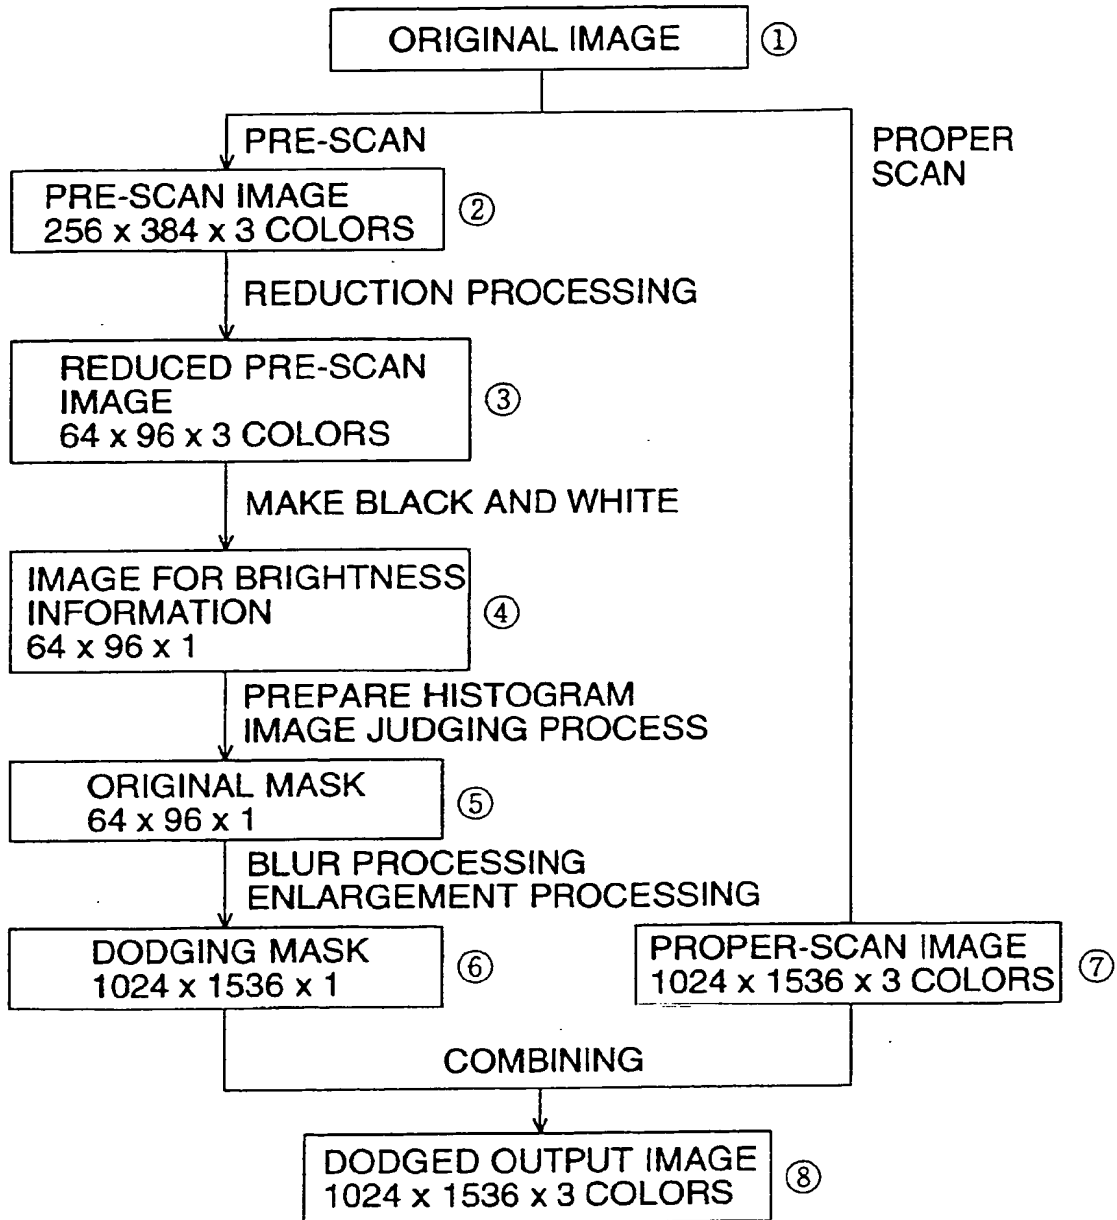 ORIGINAL IMAGE ①
PRE-SCAN
PROPER
SCAN
PRE-SCAN IMAGE
256 x 384 x 3 COLORS
②
REDUCTION PROCESSING
REDUCED PRE-SCAN
IMAGE
64 x 96 x 3 COLORS
③
MAKE BLACK AND WHITE
IMAGE FOR BRIGHTNESS
INFORMATION
64 x 96 x 1
④
PREPARE HISTOGRAM
IMAGE JUDGING PROCESS
ORIGINAL MASK
64 x 96 x 1
⑤
BLUR PROCESSING
ENLARGEMENT PROCESSING
DODGING MASK
1024 x 1536 x 1
⑥
PROPER-SCAN IMAGE
1024 x 1536 x 3 COLORS
⑦
COMBINING
DODGED OUTPUT IMAGE
1024 x 1536 x 3 COLORS
⑧